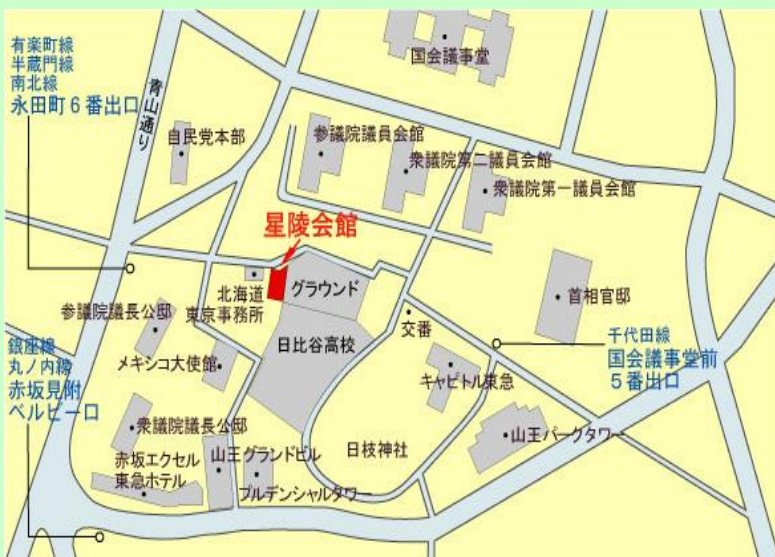 有楽町線
半蔵門線
南北線
永田町6番出口
青山通り
国会議事堂
自民党本部
参議院議員会館
衆議院第二議員会館
衆議院第一議員会館
星陵会館
北海道
東京事務所
グラウンド
首相官邸
参議院議長公邸
日比谷高校
交番
千代田線
国会議事堂前
5番出口
銀座線
丸ノ内線
赤坂見附
ベルビー口
メキシコ大使館
キャピトル東急
衆議院議長公邸
日枝神社
山王パークタワー
赤坂エクセル
東急ホテル
山王グランドビル
プルデンシャルタワー